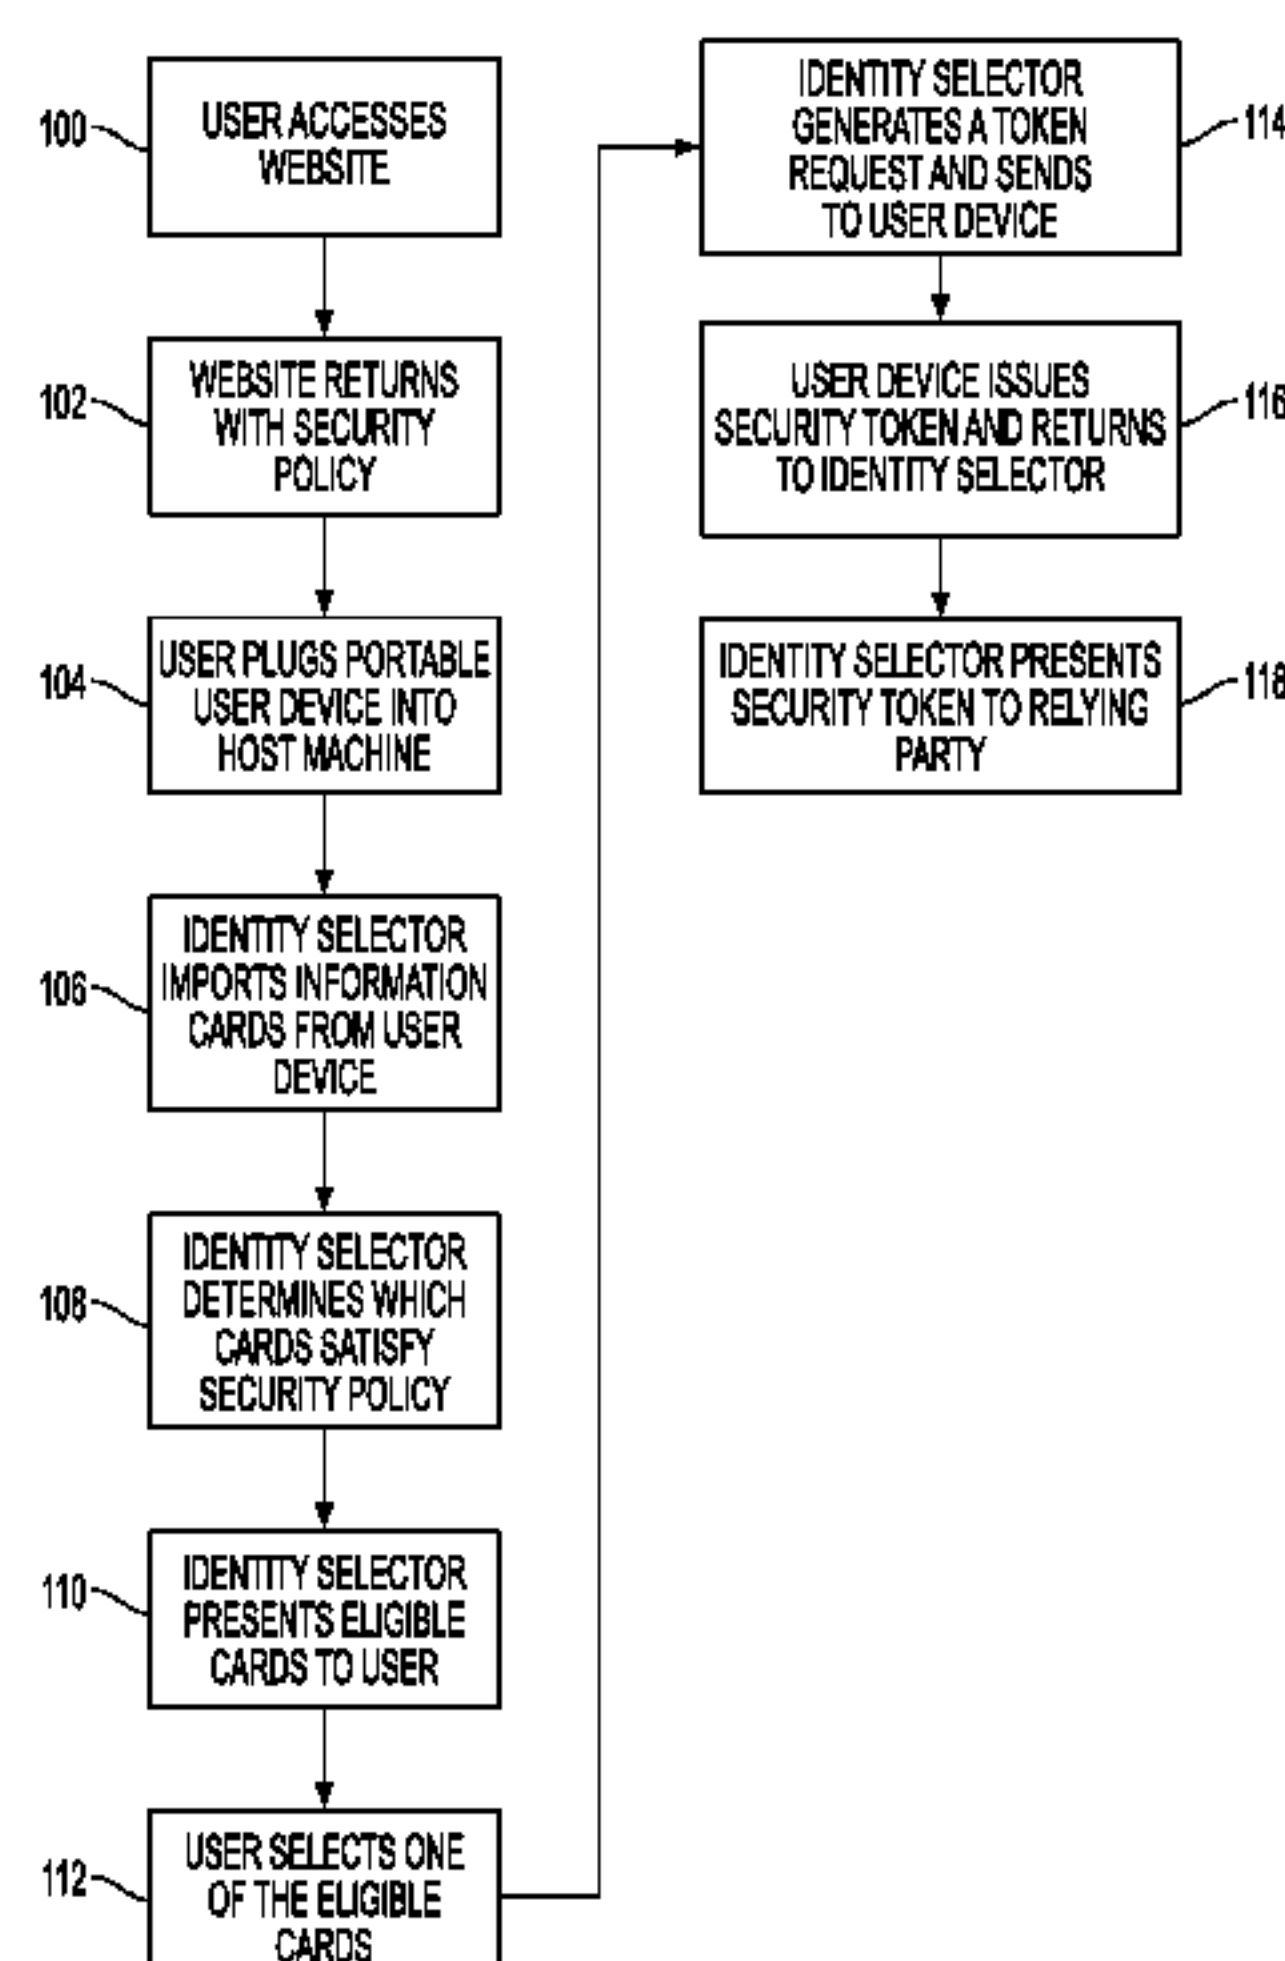 100
USER ACCESSES
WEBSITE
102
WEBSITE RETURNS
WITH SECURITY
POLICY
104
USER PLUGS PORTABLE
USER DEVICE INTO
HOST MACHINE
106
IDENTITY SELECTOR
IMPORTS INFORMATION
CARDS FROM USER
DEVICE
108
IDENTITY SELECTOR
DETERMINES WHICH
CARDS SATISFY
SECURITY POLICY
110
IDENTITY SELECTOR
PRESENTS ELIGIBLE
CARDS TO USER
112
USER SELECTS ONE
OF THE ELIGIBLE
CARDS
IDENTITY SELECTOR
GENERATES A TOKEN
REQUEST AND SENDS
TO USER DEVICE
114
USER DEVICE ISSUES
SECURITY TOKEN AND RETURNS
TO IDENTITY SELECTOR
116
IDENTITY SELECTOR PRESENTS
SECURITY TOKEN TO RELYING
PARTY
118